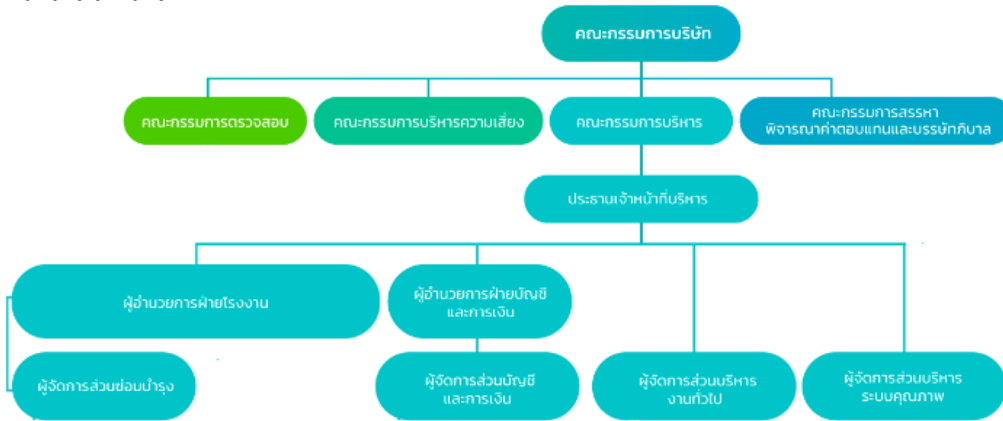 คณะกรรมการบริษัท
คณะกรรมการตรวจสอบ
คณะกรรมการบริหารความเสี่ยง
คณะกรรมการบริหาร
คณะกรรมการสรรหา
พิจารณาค่าตอบแทนและบรรษัทภิบาล
ประธานเจ้าหน้าที่บริหาร
ผู้อำนวยการฝ่ายโรงงาน
ผู้อำนวยการฝ่ายบัญชี
และการเงิน
ผู้จัดการส่วนซ่อมบำรุง
ผู้จัดการส่วนบัญชี
และการเงิน
ผู้จัดการส่วนบริหาร
งานทั่วไป
ผู้จัดการส่วนบริหาร
ระบบคุณภาพ